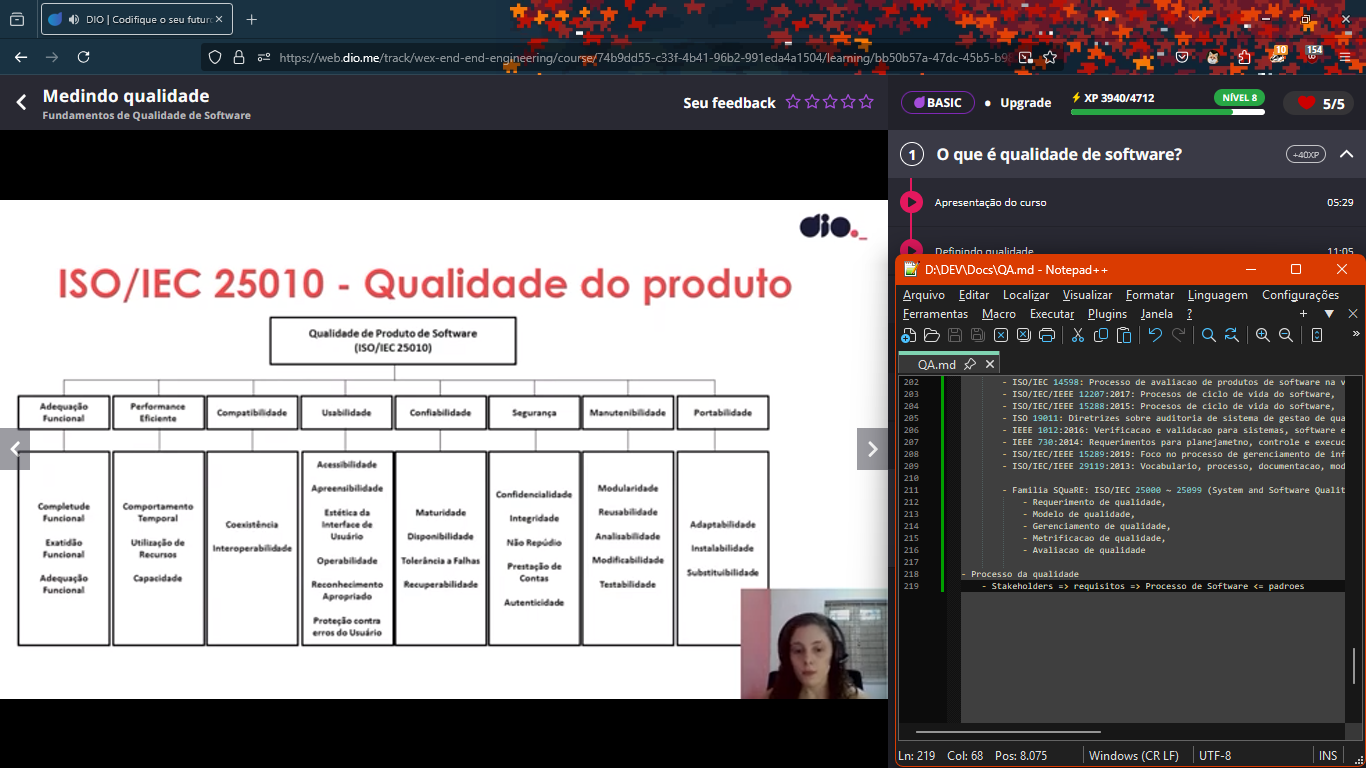 DIO | Codifique o seu futur
https://web.dio.me/track/wex-end-end-engineering/course/74b9dd55-c33f-4b41-96b2-991eda4a1504/learning/bb50b57a-47dc-45b5-b9
10
154
Medindo qualidade
Fundamentos de Qualidade de Software
Seu feedback
BASIC
Upgrade
XP 3940/4712
NÍVEL 8
5/5
1
O que é qualidade de software?
+40XP
Apresentação do curso
05:29
Definindo qualidade
11:05
dio._
ISO/IEC 25010 - Qualidade do produto
Qualidade de Produto de Software
(ISO/IEC 25010)
Adequação
Funcional
Performance
Eficiente
Compatibilidade
Usabilidade
Confiabilidade
Segurança
Manutenibilidade
Portabilidade
Completude
Funcional
Exatidão
Funcional
Adequação
Funcional
Comportamento
Temporal
Utilização de
Recursos
Capacidade
Coexistência
Interoperabilidade
Acessibilidade
Apreensibilidade
Estética da
Interface de
Usuário
Operabilidade
Reconhecimento
Apropriado
Proteção contra
erros do Usuário
Maturidade
Disponibilidade
Tolerância a Falhas
Recuperabilidade
Confidencialidade
Integridade
Não Repúdio
Prestação de
Contas
Autenticidade
Modularidade
Reusabilidade
Analisabilidade
Modificabilidade
Testabilidade
Adaptabilidade
Instalabilidade
Substituibilidade
D:\DEV\Docs\QA.md - Notepad++
Arquivo Editar Localizar Visualizar Formatar Linguagem Configurações
Ferramentas Macro Executar Plugins Janela ?
QA.md
202 - ISO/IEC 14598: Processo de avaliacao de produtos de software na v
203 - ISO/IEC/IEEE 12207:2017: Procesos de ciclo de vida do software,
204 - ISO/IEC/IEEE 15288:2015: Processos de ciclo de vida do software,
205 - ISO 19011: Diretrizes sobre auditoria de sistema de gestao de qua
206 - IEEE 1012:2016: Verificacao e validacao para sistemas, software e
207 - IEEE 730:2014: Requerimentos para planejametno, controle e execuc
208 - ISO/IEC/IEEE 15289:2019: Foco no processo de gerenciamento de inf
209 - ISO/IEC/IEEE 29119:2013: Vocabulario, processo, documentacao, mod
210
211 - Familia SQuaRE: ISO/IEC 25000 ~ 25099 (System and Software Qualit
212 - Requerimento de qualidade,
213 - Modelo de qualidade,
214 - Gerenciamento de qualidade,
215 - Metrificacao de qualidade,
216 - Avaliacao de qualidade
217
218 - Processo da qualidade
219 - Stakeholders => requisitos => Processo de Software <= padroes
Ln: 219 Col: 68 Pos: 8.075 Windows (CR LF) UTF-8 INS